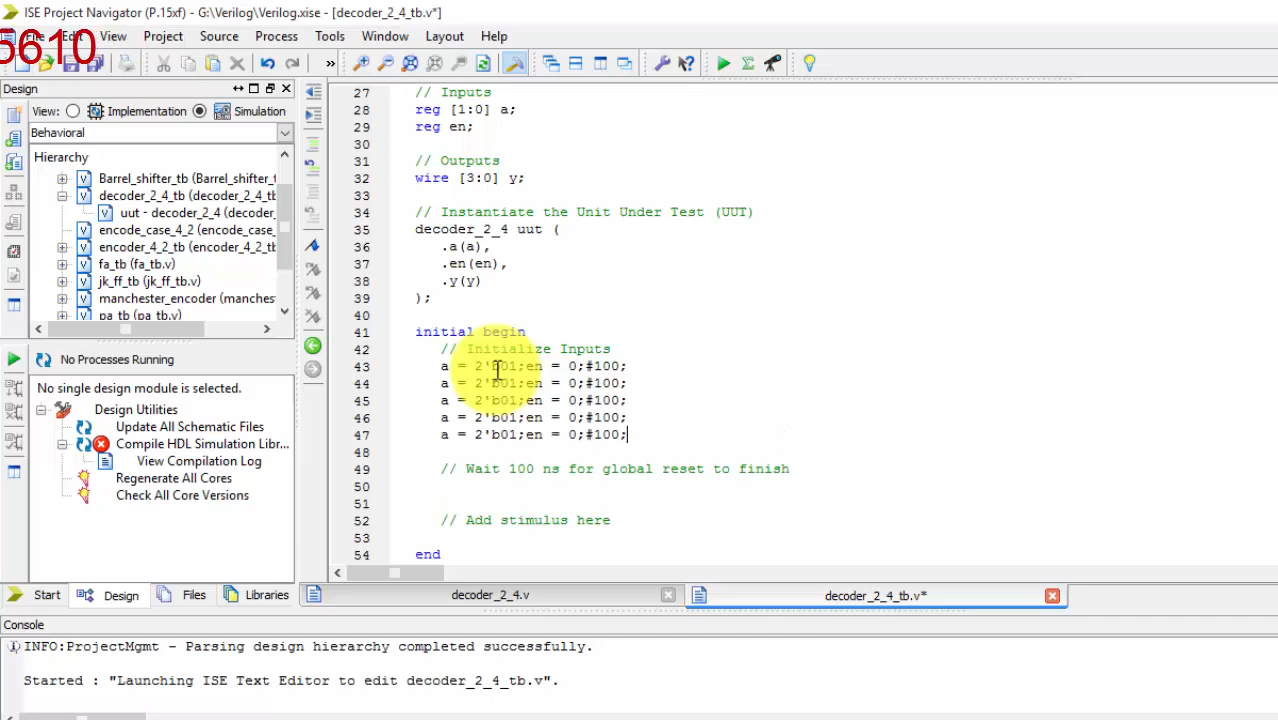 ISE Project Navigator (P.15xf) - G:\Verilog\Verilog.xise - [decoder_2_4_tb.v*]
5610
File Edit View Project Source Process Tools Window Layout Help
»
Design
View: Implementation Simulation
Behavioral
Hierarchy
Barrel_shifter_tb (Barrel_shifter_t
decoder_2_4_tb (decoder_2_4_tb
uut - decoder_2_4 (decoder_
encode_case_4_2 (encode_case_
encoder_4_2_tb (encoder_4_2_tb
fa_tb (fa_tb.v)
jk_ff_tb (jk_ff_tb.v)
manchester_encoder (manches
pa_tb (pa_tb.v)
No Processes Running
No single design module is selected.
Design Utilities
Update All Schematic Files
Compile HDL Simulation Libr...
View Compilation Log
Regenerate All Cores
Check All Core Versions
Start Design Files Libraries
27 // Inputs
28 reg [1:0] a;
29 reg en;
30
31 // Outputs
32 wire [3:0] y;
33
34 // Instantiate the Unit Under Test (UUT)
35 decoder_2_4 uut (
36 .a(a),
37 .en(en),
38 .y(y)
39 );
40
41 initial begin
42 // Initialize Inputs
43 a = 2'b01;en = 0;#100;
44 a = 2'b01;en = 0;#100;
45 a = 2'b01;en = 0;#100;
46 a = 2'b01;en = 0;#100;
47 a = 2'b01;en = 0;#100;
48
49 // Wait 100 ns for global reset to finish
50
51
52 // Add stimulus here
53
54 end
decoder_2_4.v decoder_2_4_tb.v*
Console
INFO:ProjectMgmt - Parsing design hierarchy completed successfully.
Started : "Launching ISE Text Editor to edit decoder_2_4_tb.v".